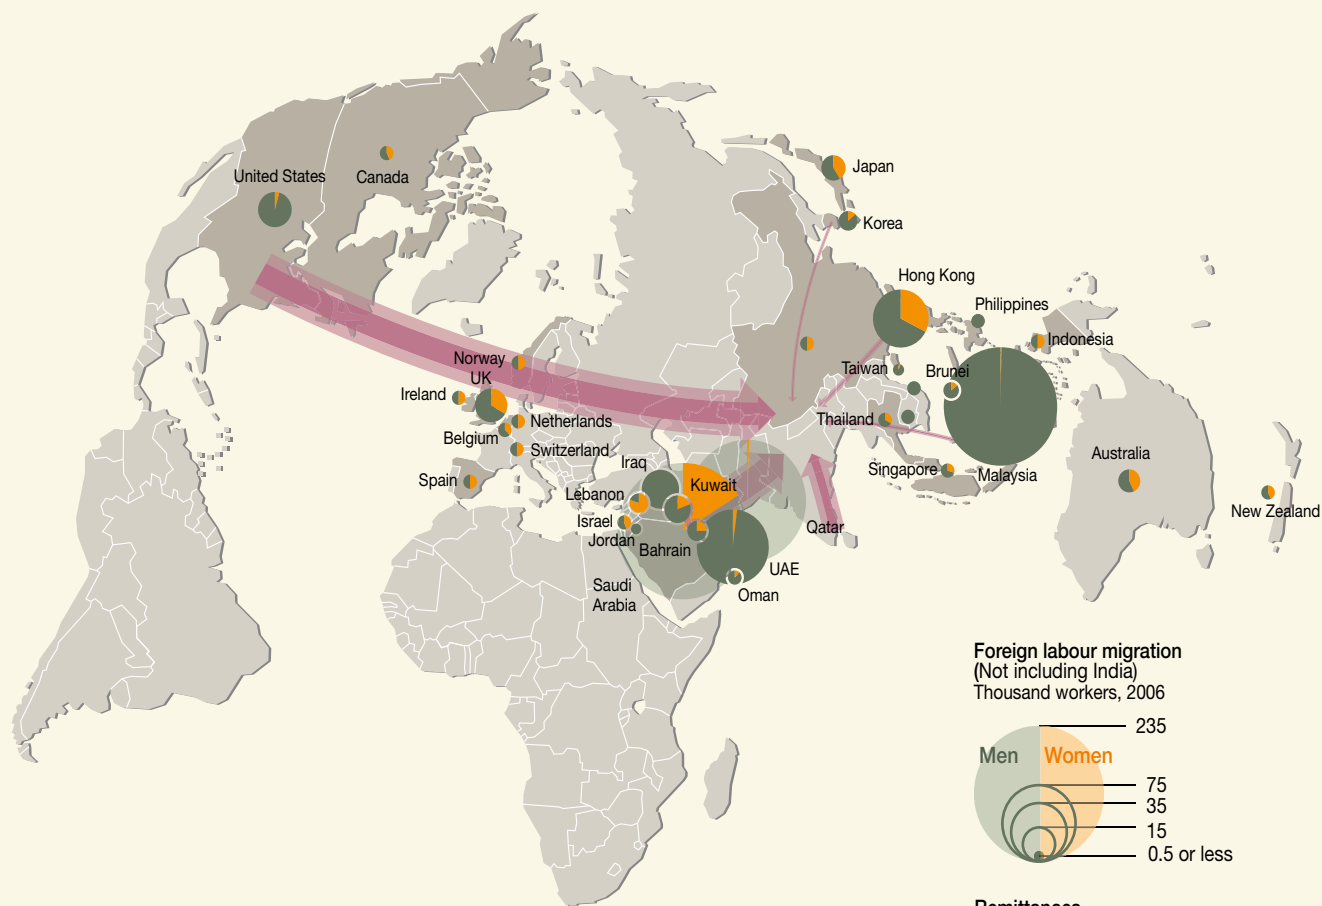 United States
Canada
Japan
Korea
Hong Kong
Philippines
Indonesia
Taiwan
Brunei
Thailand
Singapore
Malaysia
Australia
New Zealand
Norway
UK
Ireland
Netherlands
Belgium
Switzerland
Spain
Iraq
Kuwait
Lebanon
Israel
Jordan
Bahrain
Qatar
UAE
Oman
Saudi
Arabia
Foreign labour migration
(Not including India)
Thousand workers, 2006
235
Men
Women
75
35
15
0.5 or less
Remittances